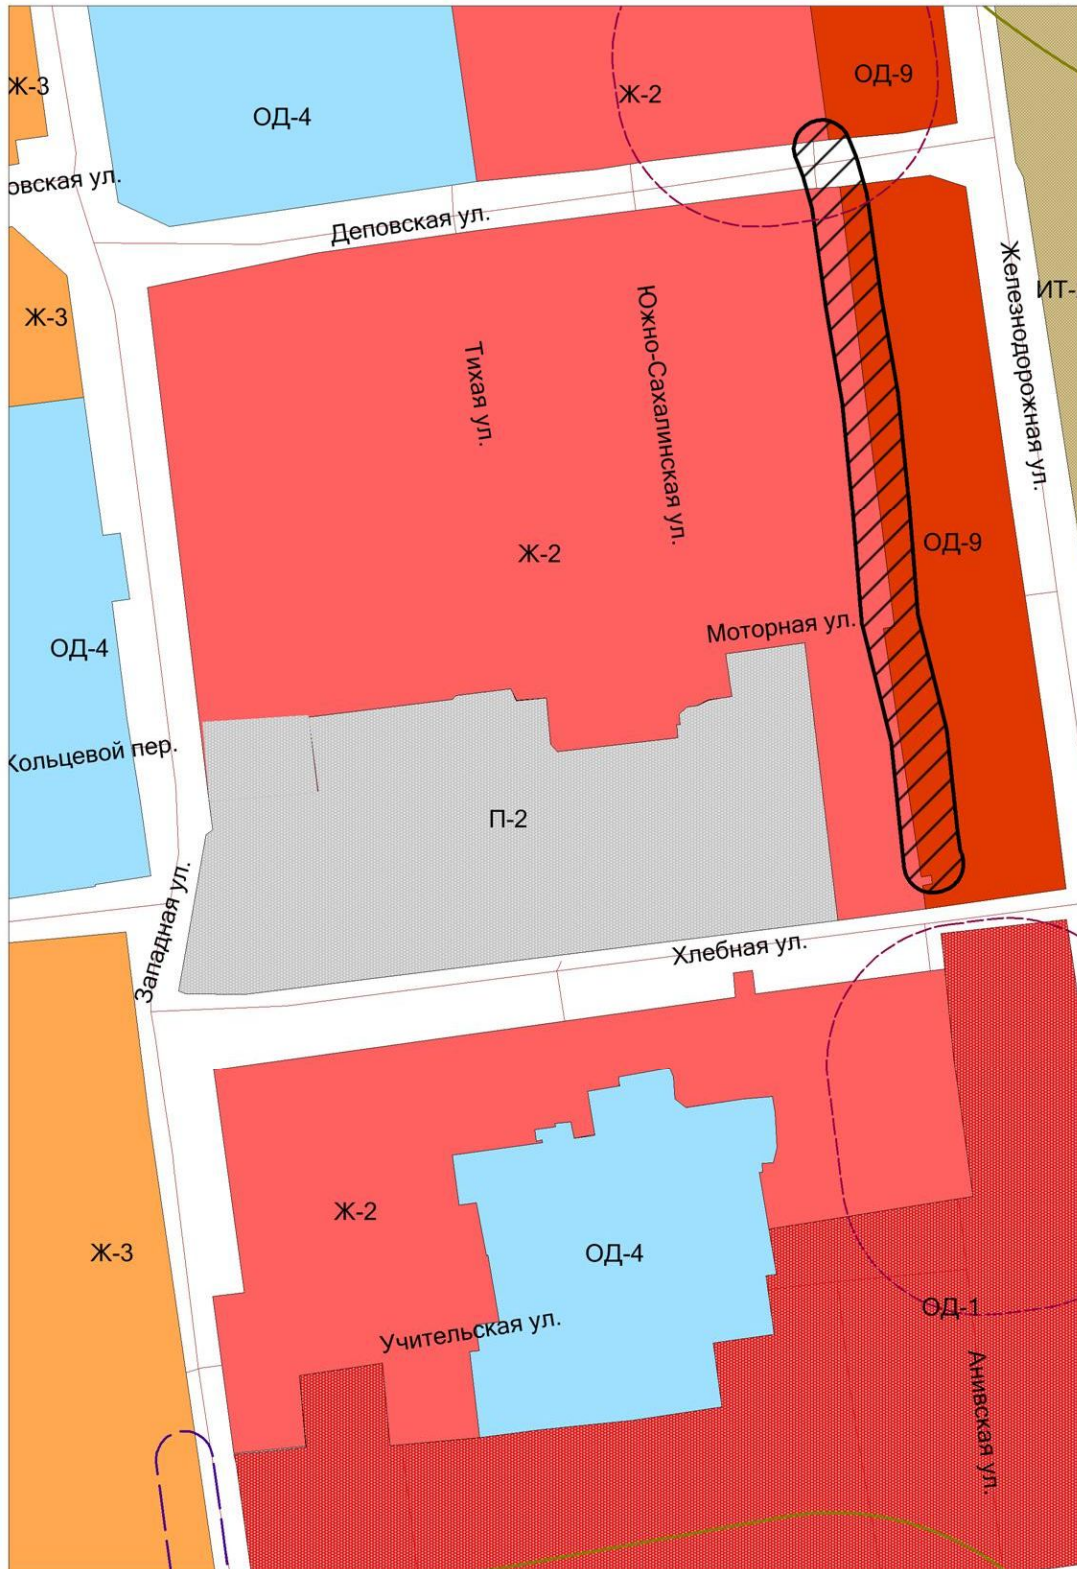 Ж-3
ОД-4
Ж-2
ОД-9
овская ул.
Деповская ул.
Железнодорожная ул.
ИТ-
Ж-3
Тихая ул.
Южно-Сахалинская ул.
Ж-2
ОД-9
ОД-4
Моторная ул.
Кольцевой пер.
П-2
Западная ул.
Хлебная ул.
Ж-2
Ж-3
ОД-4
ОД-1
Учительская ул.
Анивская ул.